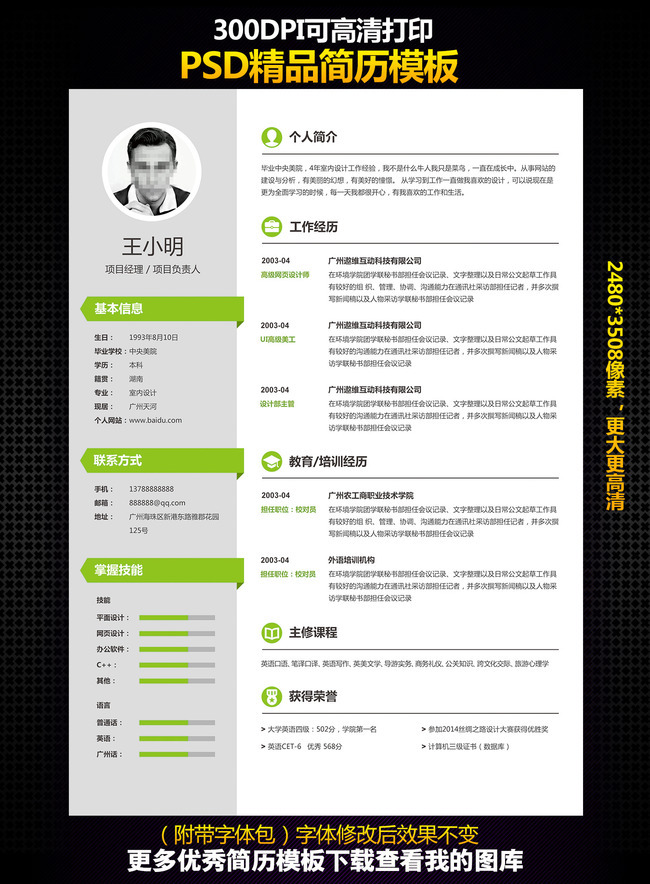 300DPI可高清打印
PSD精品简历模板
王小明
项目经理 / 项目负责人
基本信息
生日： 1993年8月10日
毕业学校：中央美院
学历： 本科
籍贯： 湖南
专业： 室内设计
现居： 广州天河
个人网站：www.baidu.com
联系方式
手机： 13788888888
邮箱： 888888@qq.com
地址： 广州海珠区新港东路雅郡花园
125号
掌握技能
技能
平面设计：
网页设计：
办公软件：
C++：
其他：
语言
普通话：
英语：
广州话：
个人简介
毕业中央美院，4年室内设计工作经验，我不是什么牛人我只是菜鸟，一直在成长中。从事网站的
建设与分析，有美丽的幻想，有美好的憧憬。 从学习到工作一直做我喜欢的设计，可以说现在是
更为全面学习的时候，每一天我都很开心，有我喜欢的工作和生活。
工作经历
2003-04 广州遨维互动科技有限公司
高级网页设计师 在环境学院团学联秘书部担任会议记录、文字整理以及日常公文起草工作具
有较好的组 织、管理、协调、沟通能力在通讯社采访部担任记者，并多次撰
写新闻稿以及人物采访学联秘书部担任会议记录
2003-04 广州遨维互动科技有限公司
UI高级美工 在环境学院团学联秘书部担任会议记录、文字整理以及日常公文起草工作具
有较好的沟通能力在通讯社采访部担任记者，并多次撰写新闻稿以及人物采
访学联秘书部担任会议记录
2003-04 广州遨维互动科技有限公司
设计部主管 在环境学院团学联秘书部担任会议记录、文字整理以及日常公文起草工作具
有较好的沟通能力在通讯社采访部担任记者，并多次撰写新闻稿以及人物采
访学联秘书部担任会议记录
教育/培训经历
2003-04 广州农工商职业技术学院
担任职位：校对员 在环境学院团学联秘书部担任会议记录、文字整理以及日常公文起草工作具
有较好的组 织、管理、协调、沟通能力在通讯社采访部担任记者，并多次撰
写新闻稿以及人物采访学联秘书部担任会议记录
2003-04 外语培训机构
担任职位：校对员 在环境学院团学联秘书部担任会议记录、文字整理以及日常公文起草工作具
有较好的沟通能力在通讯社采访部担任记者，并多次撰写新闻稿以及人物采
访学联秘书部担任会议记录
主修课程
英语口语, 笔译口译, 英语写作, 英美文学, 导游实务, 商务礼仪, 公关知识, 跨文化交际, 旅游心理学
获得荣誉
> 大学英语四级：502分，学院第一名
> 参加2014丝绸之路设计大赛获得优胜奖
> 英语CET-6 优秀 568分
> 计算机三级证书（数据库）
2480*3508像素，更大更高清
（附带字体包）字体修改后效果不变
更多优秀简历模板下载查看我的图库